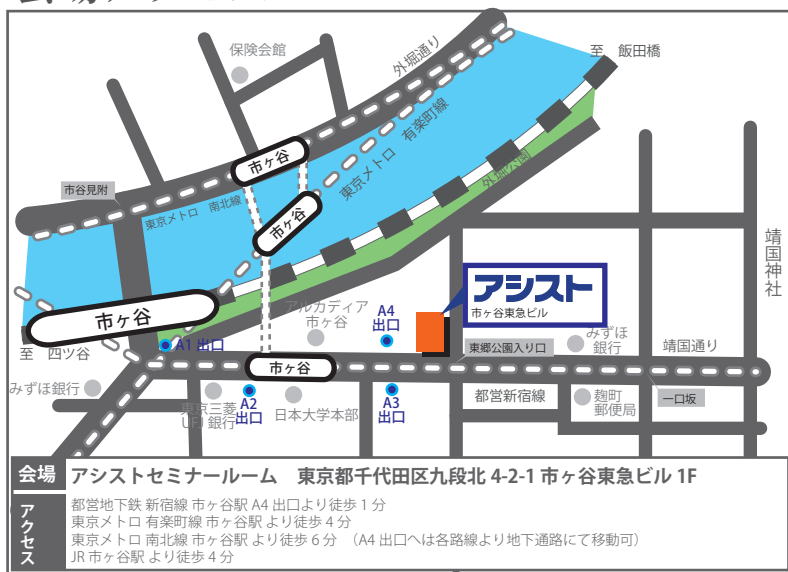 保険会館
外堀通り
至 飯田橋
東京メトロ 有楽町線
外堀公園
市ヶ谷
市谷見附
東京メトロ 南北線
市ヶ谷
靖国神社
アシスト
市ヶ谷東急ビル
市ヶ谷
アルカディア
市ヶ谷
A4
出口
みずほ
銀行
至 四ツ谷
A1 出口
東郷公園入り口
靖国通り
市ヶ谷
みずほ銀行
東京三菱
UFJ 銀行
A2
出口
日本大学本部
A3
出口
都営新宿線
麹町
郵便局
一口坂
会場 アシストセミナールーム 東京都千代田区九段北 4-2-1 市ヶ谷東急ビル 1F
アクセス
都営地下鉄 新宿線 市ヶ谷駅 A4 出口より徒歩 1 分
東京メトロ 有楽町線 市ヶ谷駅 より徒歩 4 分
東京メトロ 南北線 市ヶ谷駅 より徒歩 6 分 （A4 出口へは各路線より地下通路にて移動可）
JR 市ヶ谷駅 より徒歩 4 分